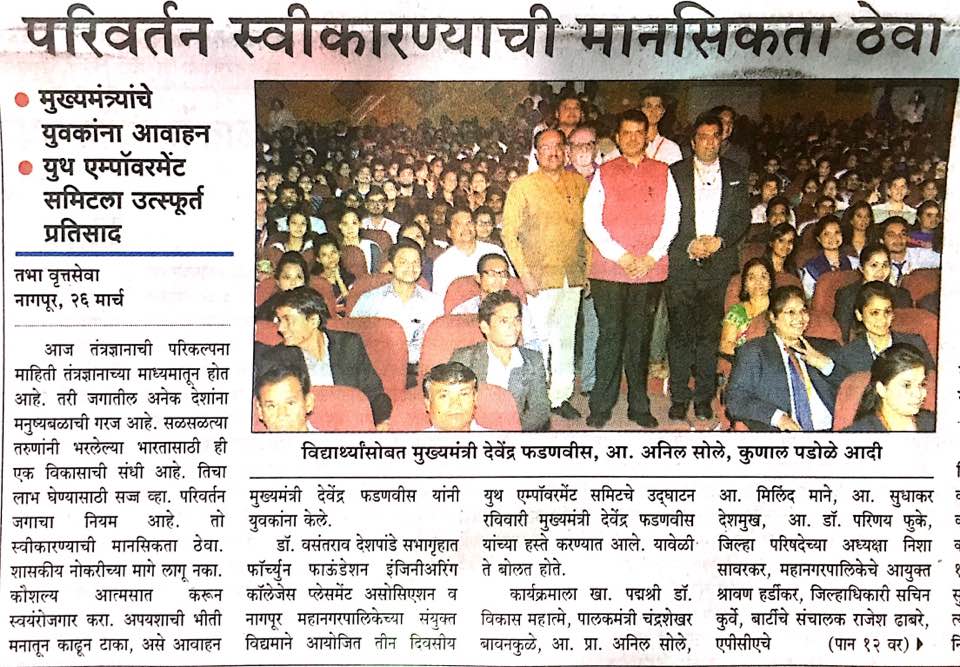 परिवर्तन स्वीकारण्याची मानसिकता ठेवा
● मुख्यमंत्र्यांचे
युवकांना आवाहन
● युथ एम्पॉवरमेंट
समिटला उत्स्फूर्त
प्रतिसाद
तभा वृत्तसेवा
नागपूर, २६ मार्च
आज तंत्रज्ञानाची परिकल्पना
माहिती तंत्रज्ञानाच्या माध्यमातून होत
आहे. तरी जगातील अनेक देशांना
मनुष्यबळाची गरज आहे. सळसळत्या
तरुणांनी भरलेल्या भारतासाठी ही
एक विकासाची संधी आहे. तिचा
लाभ घेण्यासाठी सज्ज व्हा. परिवर्तन
जगाचा नियम आहे. तो
स्वीकारण्याची मानसिकता ठेवा.
शासकीय नोकरीच्या मागे लागू नका.
कौशल्य आत्मसात करून
स्वयंरोजगार करा. अपयशाची भीती
मनातून काढून टाका, असे आवाहन
विद्यार्थ्यांसोबत मुख्यमंत्री देवेंद्र फडणवीस, आ. अनिल सोले, कुणाल पडोळे आदी
मुख्यमंत्री देवेंद्र फडणवीस यांनी
युवकांना केले.
डॉ. वसंतराव देशपांडे सभागृहात
फॉर्च्युन फाऊंडेशन इंजिनीअरिंग
कॉलेजेस प्लेसमेंट असोसिएशन व
नागपूर महानगरपालिकेच्या संयुक्त
विद्यमाने आयोजित तीन दिवसीय
युथ एम्पॉवरमेंट समिटचे उद्‌घाटन
रविवारी मुख्यमंत्री देवेंद्र फडणवीस
यांच्या हस्ते करण्यात आले. यावेळी
ते बोलत होते.
कार्यक्रमाला खा. पद्मश्री डॉ.
विकास महात्मे, पालकमंत्री चंद्रशेखर
बावनकुळे, आ. प्रा. अनिल सोले,
आ. मिलिंद माने, आ. सुधाकर
देशमुख, आ. डॉ. परिणय फुके,
जिल्हा परिषदेच्या अध्यक्षा निशा
सावरकर, महानगरपालिकेचे आयुक्त
श्रावण हर्डीकर, जिल्हाधिकारी सचिन
कुर्वे, बार्टीचे संचालक राजेश ढाबरे,
एपीसीएचे (पान १२ वर)